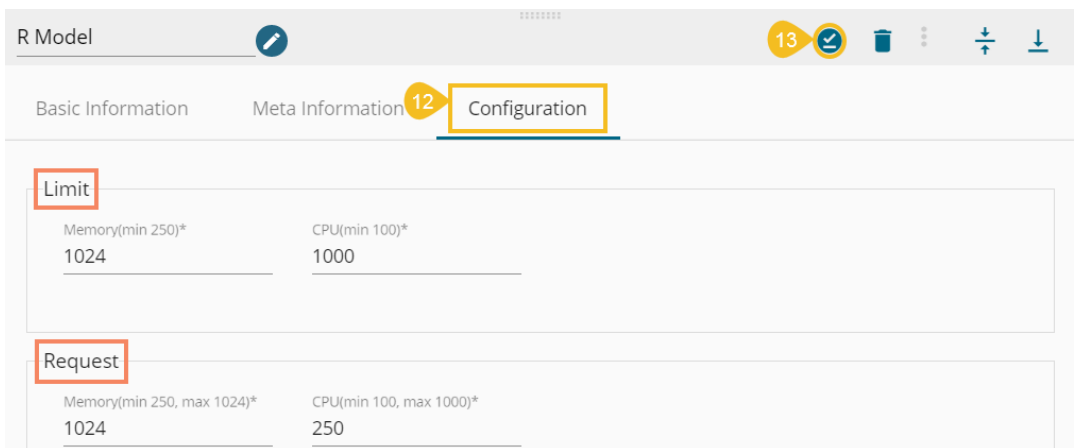 R Model
13
Basic Information Meta Information 12 Configuration
Limit
Memory(min 250)* CPU(min 100)*
1024 1000
Request
Memory(min 250, max 1024)* CPU(min 100, max 1000)*
1024 250